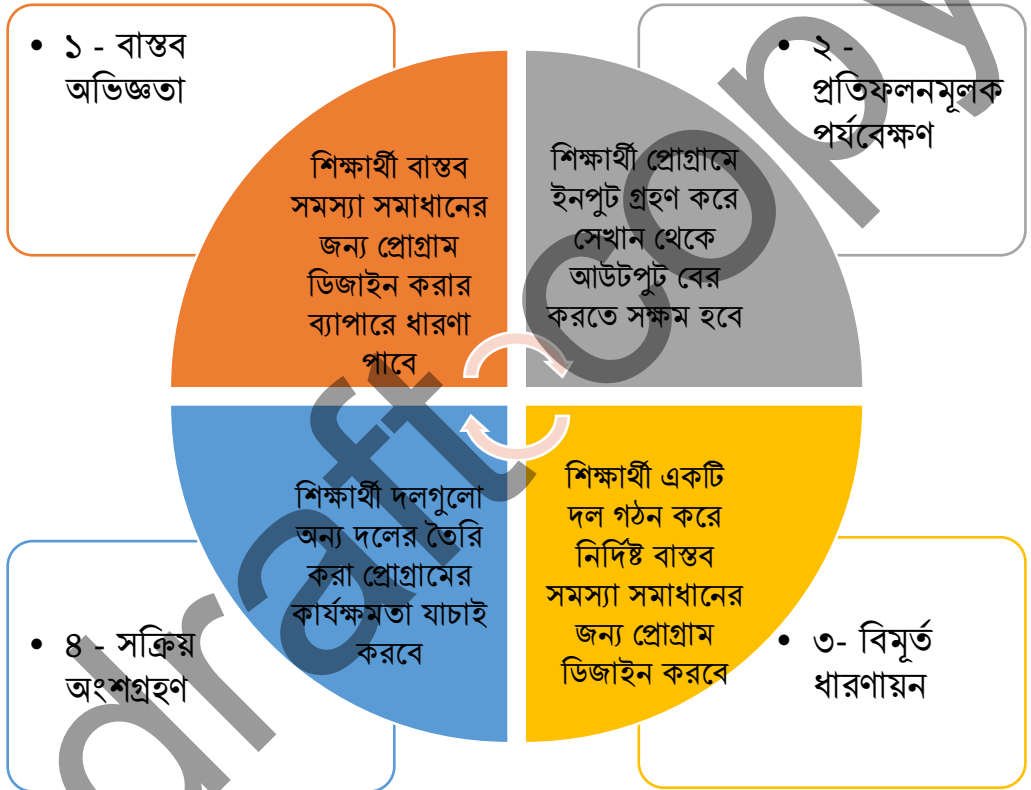 • ১ - বাস্তব
অভিজ্ঞতা
শিক্ষার্থী বাস্তব
সমস্যা সমাধানের
জন্য প্রোগ্রাম
ডিজাইন করার
ব্যাপারে ধারণা
পাবে
• ২ -
প্রতিফলনমূলক
পর্যবেক্ষণ
শিক্ষার্থী প্রোগ্রামে
ইনপুট গ্রহণ করে
সেখান থেকে
আউটপুট বের
করতে সক্ষম হবে
শিক্ষার্থী একটি
দল গঠন করে
নির্দিষ্ট বাস্তব
সমস্যা সমাধানের
জন্য প্রোগ্রাম
ডিজাইন করবে
• ৩- বিমূর্ত
ধারণায়ন
শিক্ষার্থী দলগুলো
অন্য দলের তৈরি
করা প্রোগ্রামের
কার্যক্ষমতা যাচাই
করবে
• ৪ - সক্রিয়
অংশগ্রহণ
draft copy